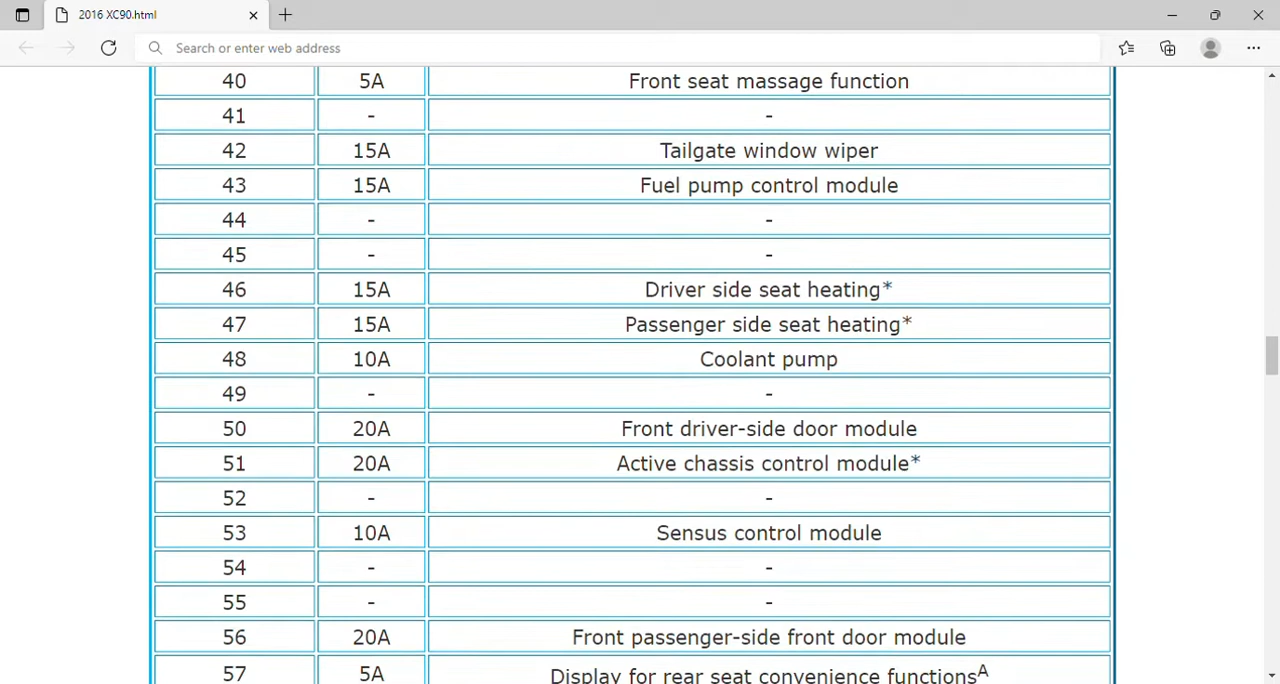 2016 XC90.html
Search or enter web address
40 5A Front seat massage function
41 - -
42 15A Tailgate window wiper
43 15A Fuel pump control module
44 - -
45 - -
46 15A Driver side seat heating*
47 15A Passenger side seat heating*
48 10A Coolant pump
49 - -
50 20A Front driver-side door module
51 20A Active chassis control module*
52 - -
53 10A Sensus control module
54 - -
55 - -
56 20A Front passenger-side front door module
57 5A Display for rear seat convenience functionsA